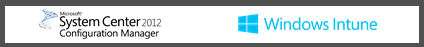 Microsoft
System Center 2012
Configuration Manager
Windows Intune